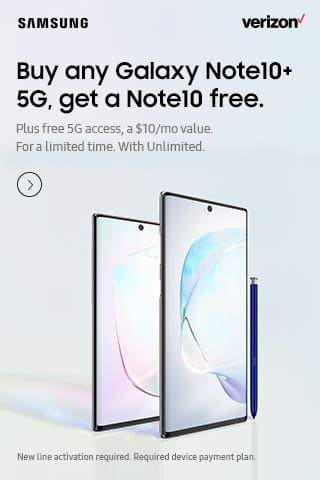 SAMSUNG
verizon✓
Buy any Galaxy Note10+
5G, get a Note10 free.
Plus free 5G access, a $10/mo value.
For a limited time. With Unlimited.
New line activation required. Required device payment plan.